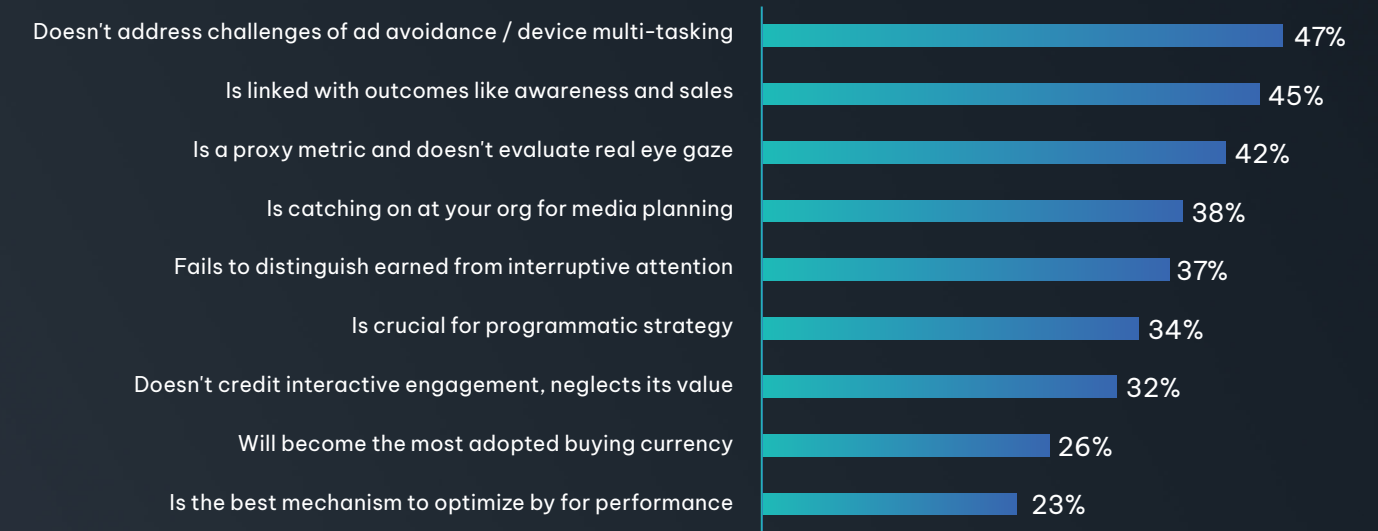 Doesn't address challenges of ad avoidance / device multi-tasking 47%
Is linked with outcomes like awareness and sales 45%
Is a proxy metric and doesn't evaluate real eye gaze 42%
Is catching on at your org for media planning 38%
Fails to distinguish earned from interruptive attention 37%
Is crucial for programmatic strategy 34%
Doesn't credit interactive engagement, neglects its value 32%
Will become the most adopted buying currency 26%
Is the best mechanism to optimize by for performance 23%